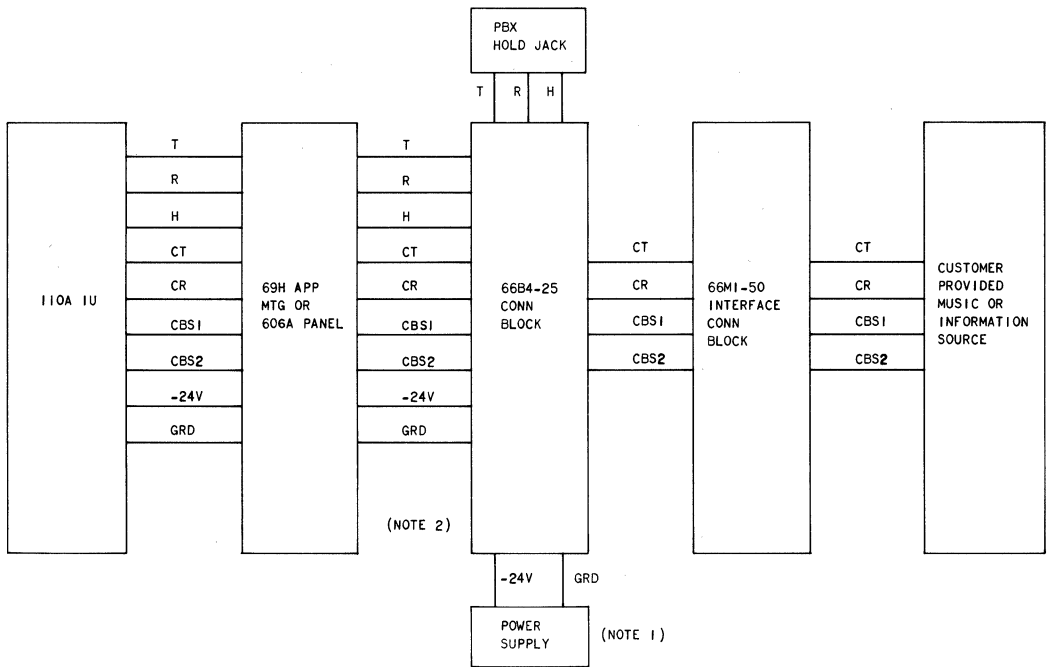 PBX
HOLD JACK
T R H
T
R
H
CT
CR
CBS1
CBS2
-24V
GRD
T
R
H
CT
CR
CBS1
CBS2
-24V
GRD
CT
CR
CBS1
CBS2
CT
CR
CBS1
CBS2
110A IU
69H APP
MTG OR
606A PANEL
66B4-25
CONN
BLOCK
66M1-50
INTERFACE
CONN
BLOCK
CUSTOMER
PROVIDED
MUSIC OR
INFORMATION
SOURCE
(NOTE 2)
-24V GRD
POWER
SUPPLY
(NOTE 1)